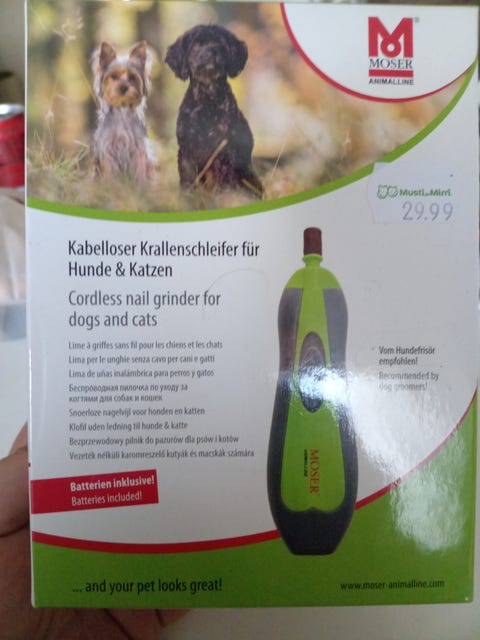 MOSER
ANIMALLINE
Musti ja Mirri
29.99
Kabelloser Krallenschleifer für
Hunde & Katzen
Cordless nail grinder for
dogs and cats
Lime à griffes sans fil pour les chiens et les chats
Lima per le unghie senza cavo per cani e gatti
Lima de uñas inalámbrica para perros y gatos
Беспроводная пилочка по уходу за
когтями для собак и кошек
Snoerloze nagelvijl voor honden en katten
Klofil uden ledning til hunde & katte
Bezprzewodowy pilnik do pazurów dla psów i kotów
Vezeték nélküli karomreszelő kutyák és macskák számára
Vom Hundefrisör
empfohlen!
Recommended by
dog groomers!
MOSER
ANIMALLINE
Batterien inklusive!
Batteries included!
... and your pet looks great!
www.moser-animalline.com